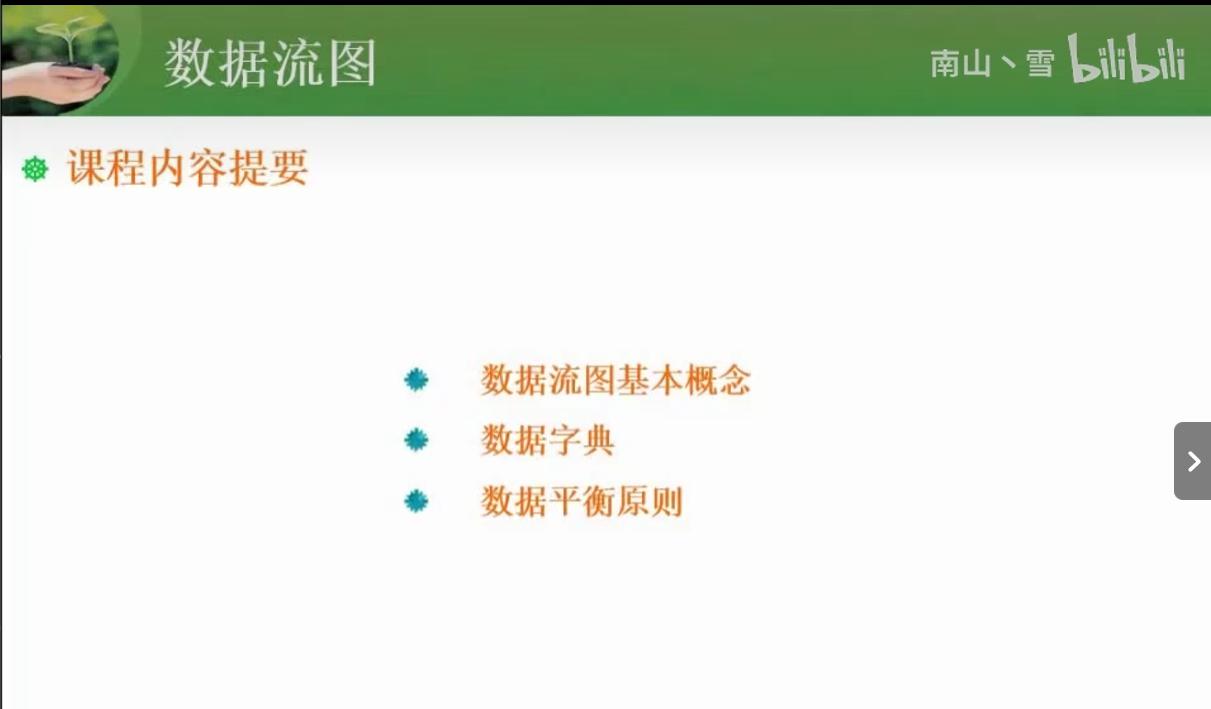 数据流图
南山丶雪 bilibili
课程内容提要
数据流图基本概念
数据字典
数据平衡原则